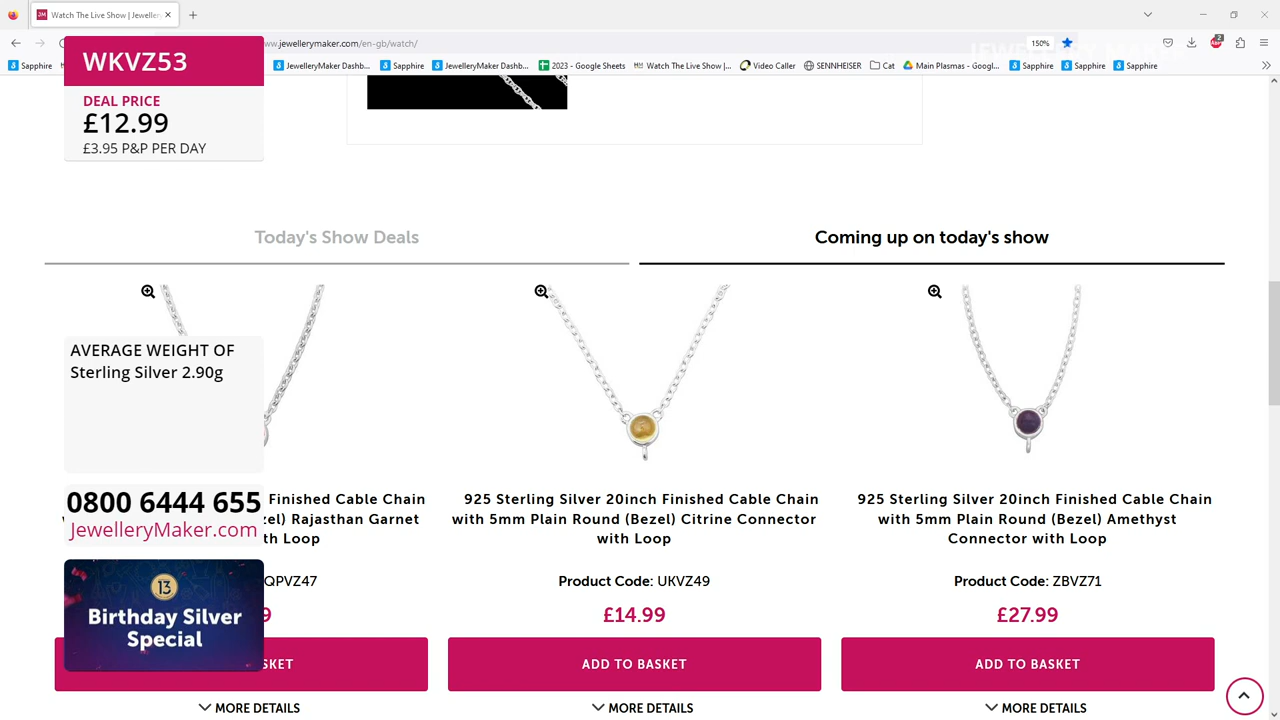 Watch The Live Show | Jeweller
ww.jewellerymaker.com/en-gb/watch/
150%
2
Sapphire
JewelleryMaker Dashb...
Sapphire
JewelleryMaker Dashb...
2023 - Google Sheets
Watch The Live Show |...
Video Caller
SENNHEISER
Cat
Main Plasmas - Googl...
Sapphire
Sapphire
Sapphire
WKVZ53
DEAL PRICE
£12.99
£3.95 P&P PER DAY
Today's Show Deals
Coming up on today's show
AVERAGE WEIGHT OF
Sterling Silver 2.90g
0800 6444 655
JewelleryMaker.com
13
Birthday Silver
Special
Finished Cable Chain
zel) Rajasthan Garnet
th Loop
QPVZ47
9
SKET
MORE DETAILS
925 Sterling Silver 20inch Finished Cable Chain
with 5mm Plain Round (Bezel) Citrine Connector
with Loop
Product Code: UKVZ49
£14.99
ADD TO BASKET
MORE DETAILS
925 Sterling Silver 20inch Finished Cable Chain
with 5mm Plain Round (Bezel) Amethyst
Connector with Loop
Product Code: ZBVZ71
£27.99
ADD TO BASKET
MORE DETAILS